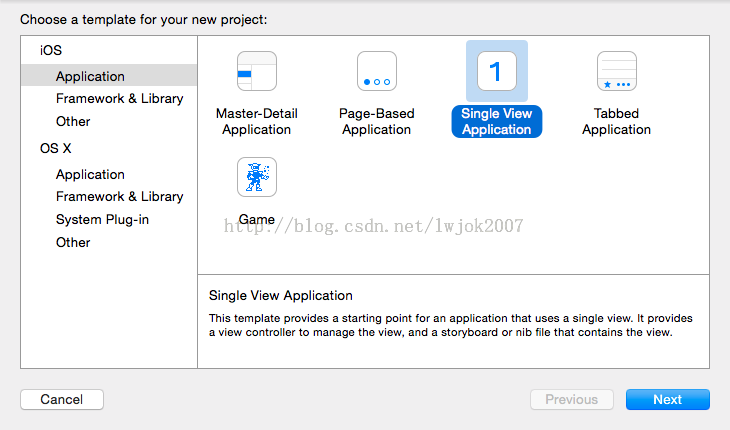 Choose a template for your new project:
iOS
Application
Framework & Library
Other
OS X
Application
Framework & Library
System Plug-in
Other
Master-Detail
Application
Page-Based
Application
1
Single View
Application
Tabbed
Application
Game
http://blog.csdn.net/lwjok2007
Single View Application
This template provides a starting point for an application that uses a single view. It provides
a view controller to manage the view, and a storyboard or nib file that contains the view.
Cancel
Previous
Next